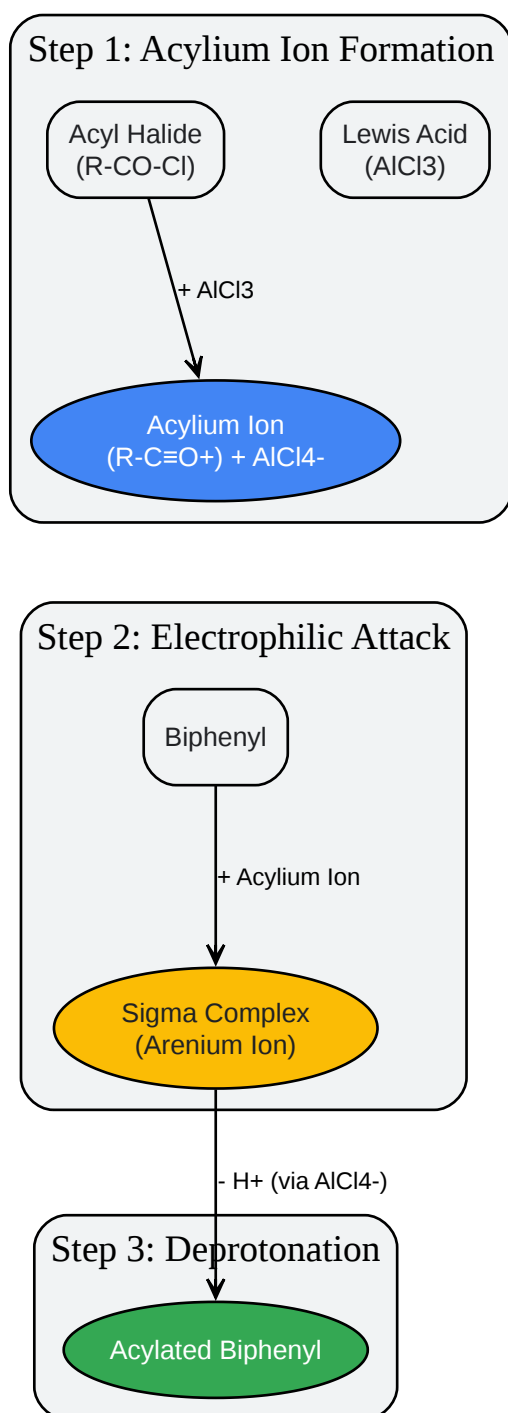 Step 1: Acylium Ion Formation
Acyl Halide
(R-CO-Cl)
Lewis Acid
(AlCl3)
+ AlCl3
Acylium Ion
(R-C≡O+) + AlCl4-
Step 2: Electrophilic Attack
Biphenyl
+ Acylium Ion
Sigma Complex
(Arenium Ion)
- H+ (via AlCl4-)
Step 3: Deprotonation
Acylated Biphenyl